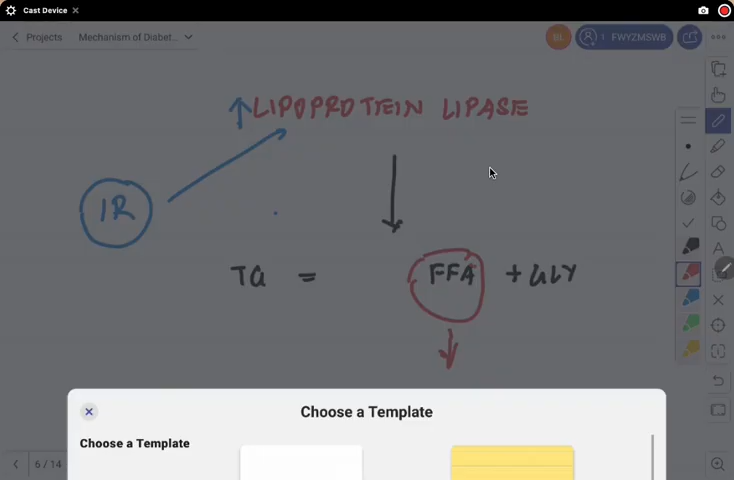 Cast Device
Projects
Mechanism of Diabet...
BL
1 FWYZMSWB
↑LIPOPROTEIN LIPASE
IR
TG = FFA + GLY
Choose a Template
Choose a Template
6 / 14